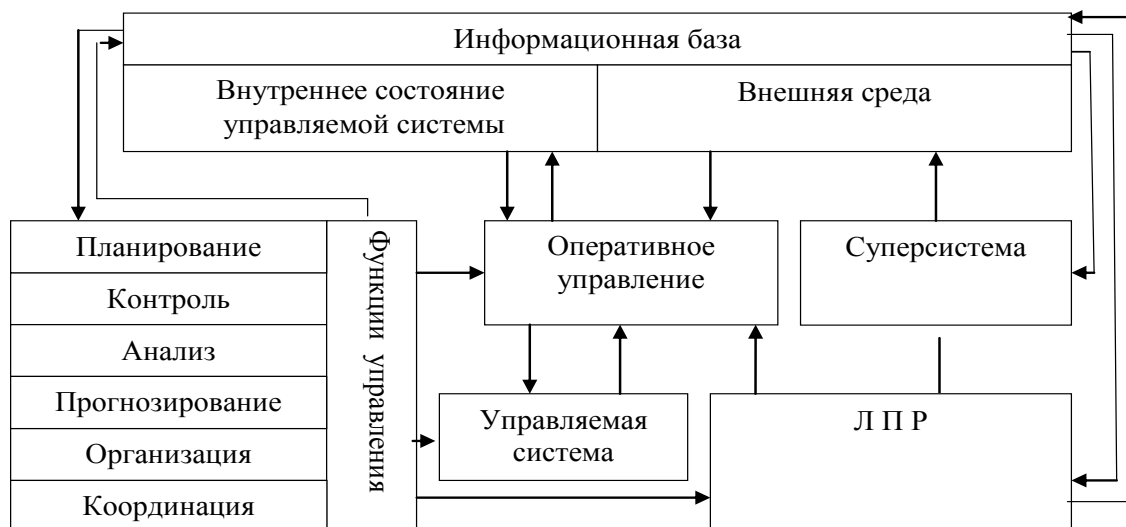 Информационная база
Внутреннее состояние
управляемой системы
Внешняя среда
Планирование
Контроль
Анализ
Прогнозирование
Организация
Координация
Функции управления
Оперативное
управление
Суперсистема
Управляемая
система
Л П Р